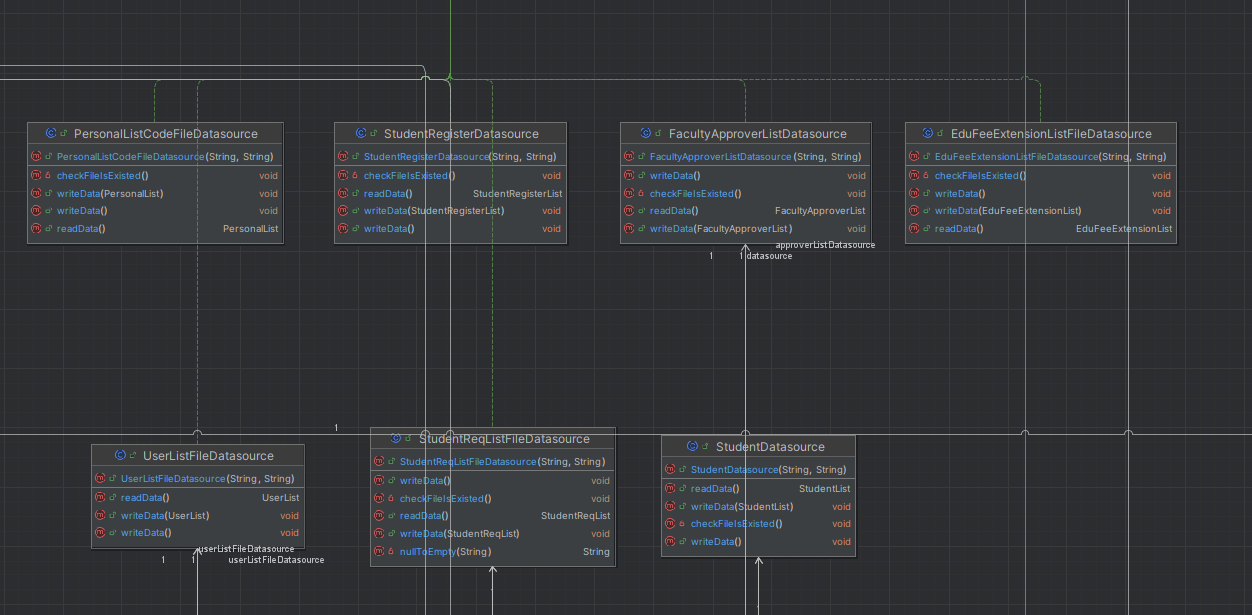 PersonalListCodeFileDatasource
PersonalListCodeFileDatasource(String, String)
checkFileIsExisted() void
writeData(PersonalList) void
writeData() void
readData() PersonalList
StudentRegisterDatasource
StudentRegisterDatasource(String, String)
checkFileIsExisted() void
readData() StudentRegisterList
writeData(StudentRegisterList) void
writeData() void
FacultyApproverListDatasource
FacultyApproverListDatasource(String, String)
writeData() void
checkFileIsExisted() void
readData() FacultyApproverList
writeData(FacultyApproverList) void
EduFeeExtensionListFileDatasource
EduFeeExtensionListFileDatasource(String, String)
checkFileIsExisted() void
writeData() void
writeData(EduFeeExtensionList) void
readData() EduFeeExtensionList
approverListDatasource
1 1 datasource
1
UserListFileDatasource
UserListFileDatasource(String, String)
readData() UserList
writeData(UserList) void
writeData() void
userListFileDatasource
1 1 userListFileDatasource
StudentReqListFileDatasource
StudentReqListFileDatasource(String, String)
writeData() void
checkFileIsExisted() void
readData() StudentReqList
writeData(StudentReqList) void
nullToEmpty(String) String
StudentDatasource
StudentDatasource(String, String)
readData() StudentList
writeData(StudentList) void
checkFileIsExisted() void
writeData() void